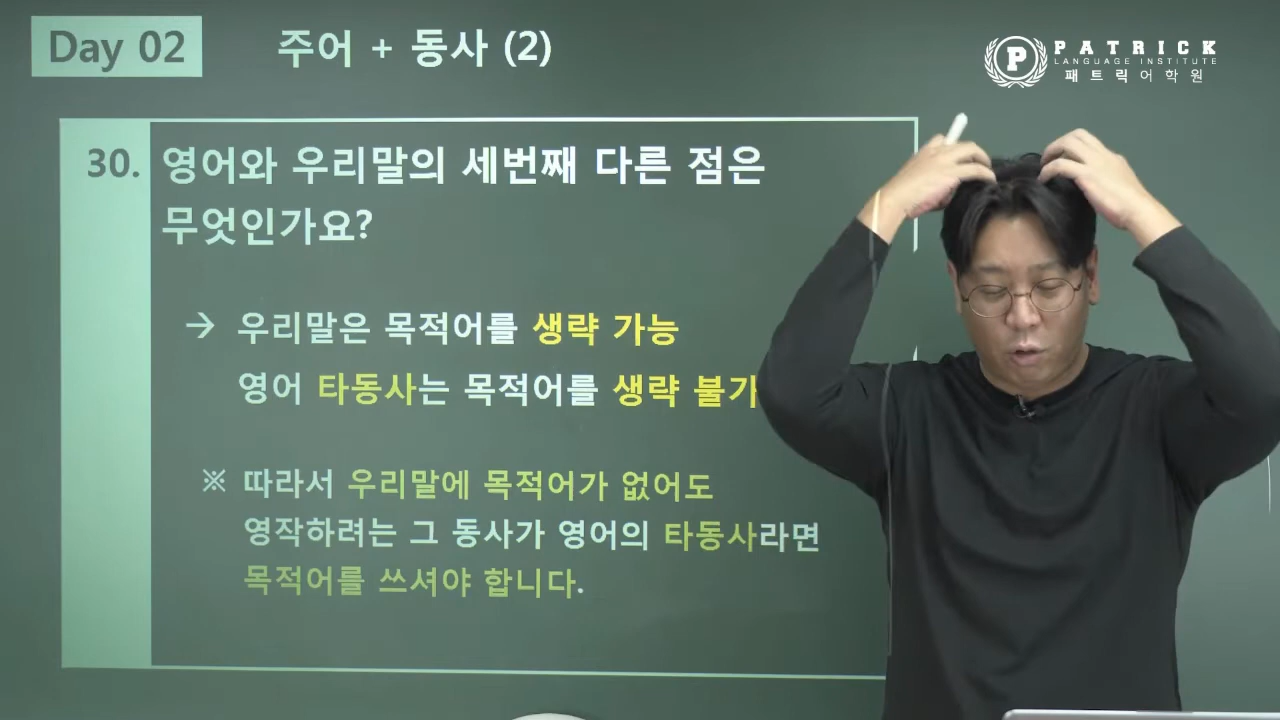 Day 02
주어 + 동사 (2)
PATRICK
LANGUAGE INSTITUTE
패트릭어학원
P
30. 영어와 우리말의 세번째 다른 점은
무엇인가요?
→ 우리말은 목적어를 생략 가능
영어 타동사는 목적어를 생략 불가
※ 따라서 우리말에 목적어가 없어도
영작하려는 그 동사가 영어의 타동사라면
목적어를 쓰셔야 합니다.